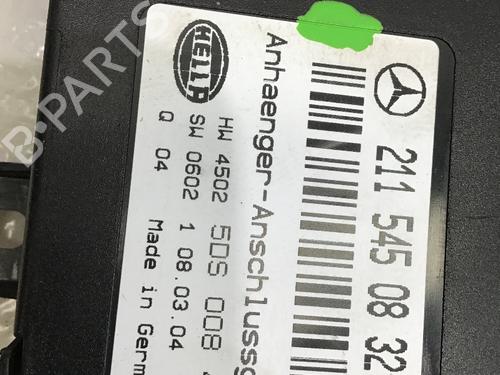 211 545 08 32
Anhaenger-Anschlussg
HELLA
HW 4502 5DS 008
SW 0602 1 08.03.04
Q 04 Made in Germ
B-PARTS